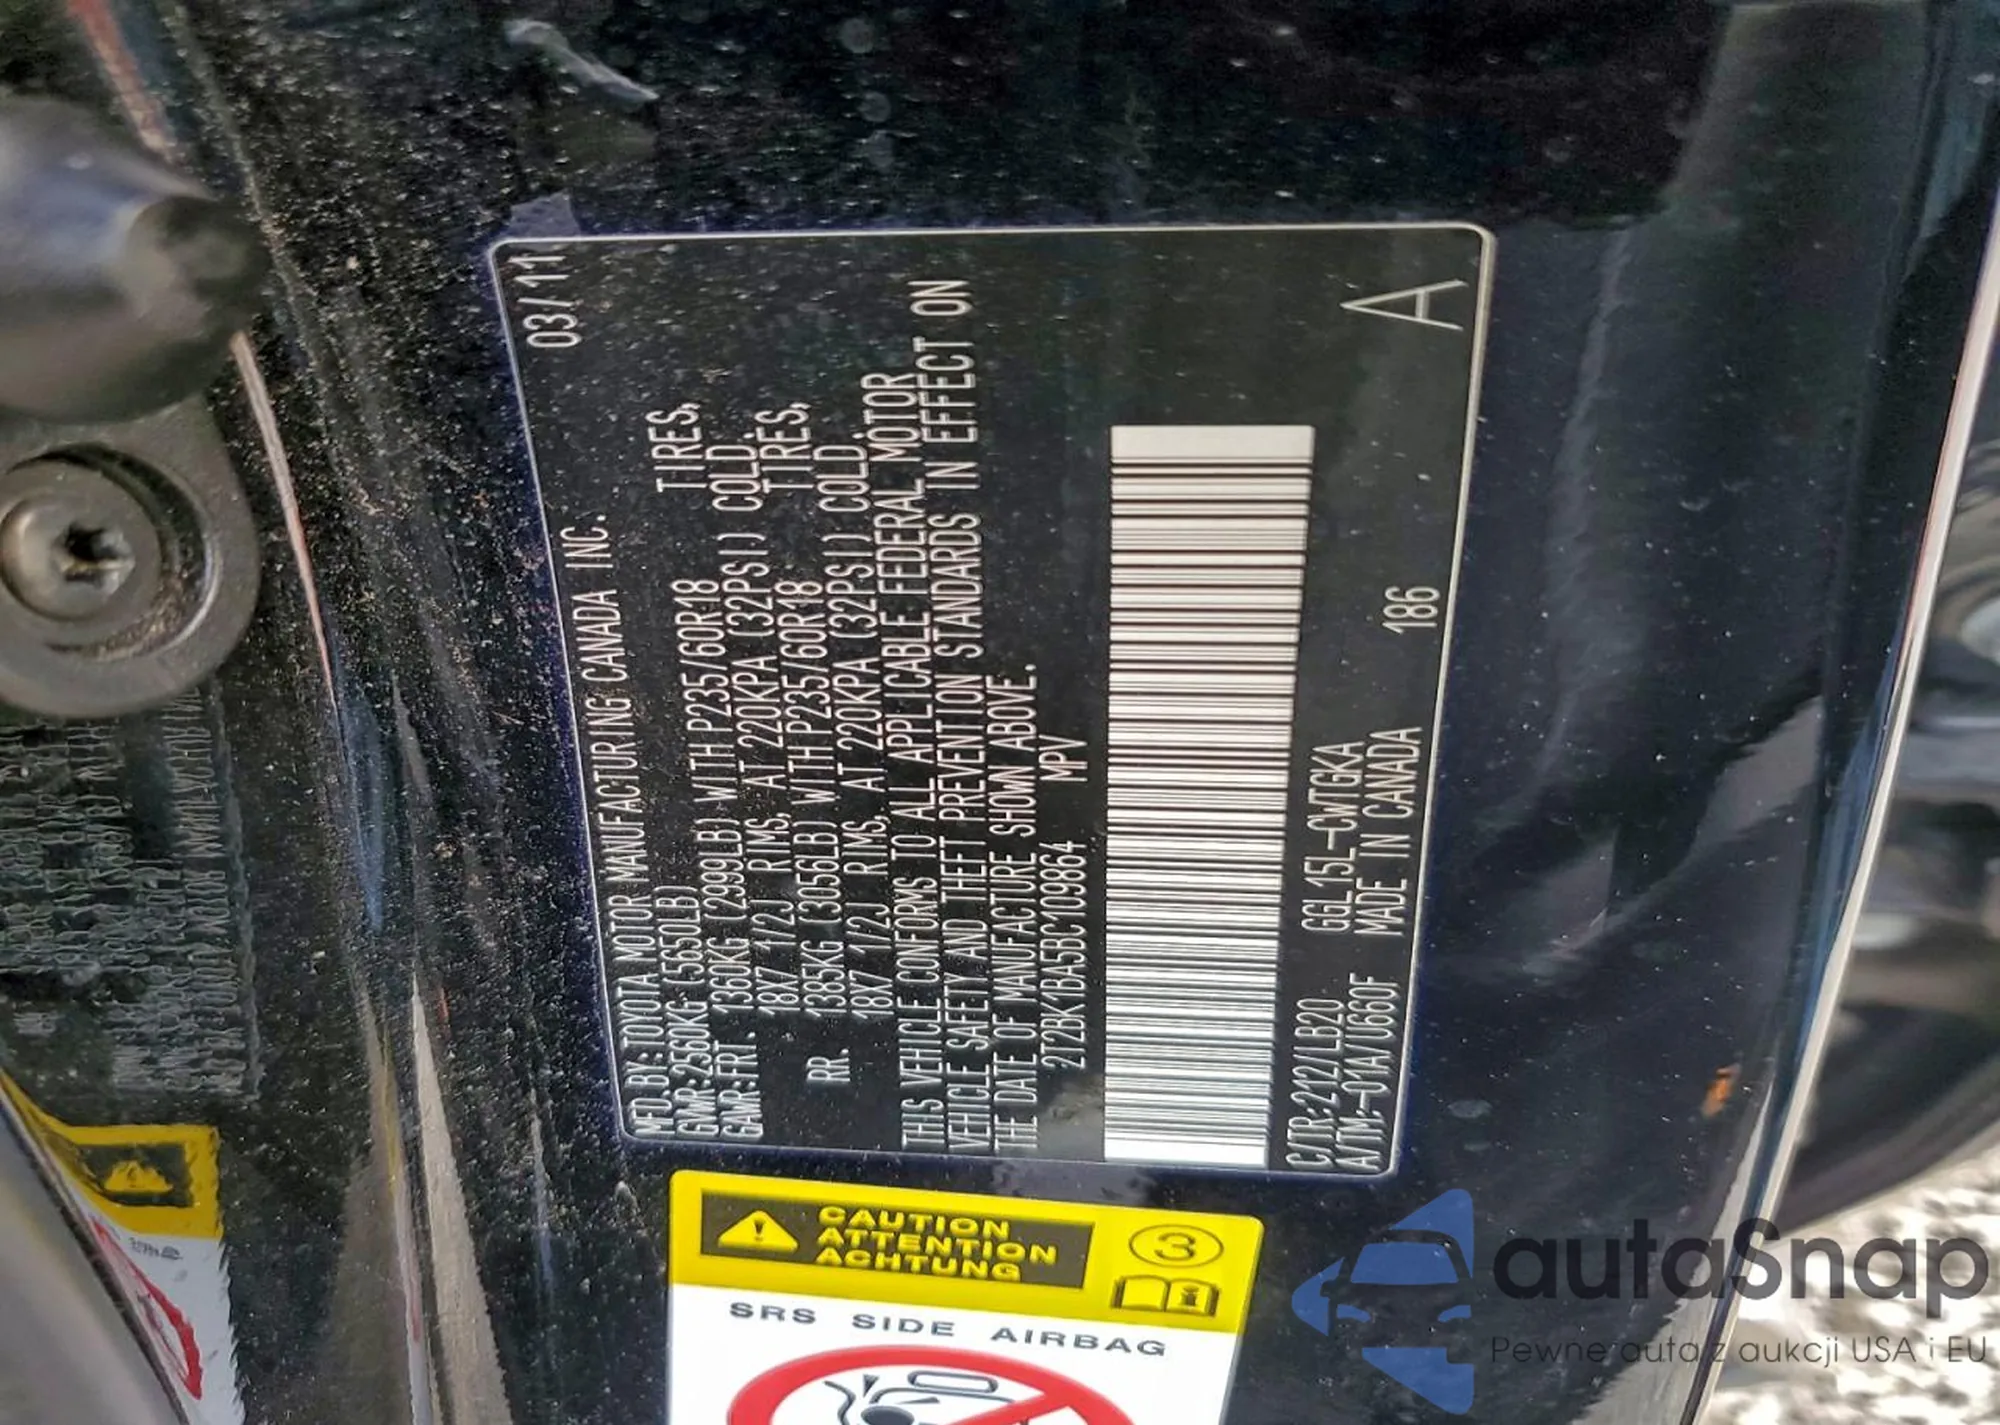 MFD.BY:TOYOTA MOTOR MANUFACTURING CANADA INC. 03/11
GVWR:2560KG (5650LB)
GAWR:FRT. 1360KG (2999LB) WITH P235/60R18 TIRES,
18X7 1/2J RIMS, AT 220KPA (32PSI) COLD.
RR. 1385KG (3056LB) WITH P235/60R18 TIRES,
18X7 1/2J RIMS, AT 220KPA (32PSI) COLD
THIS VEHICLE CONFORMS TO ALL APPLICABLE FEDERAL MOTOR
VEHICLE SAFETY AND THEFT PREVENTION STANDARDS IN EFFECT ON
THE DATE OF MANUFACTURE SHOWN ABOVE.
2T2BK1BA5BC109864 MPV
C/TR:212/LB20 GGL15L-CWTGKA
A/TM:-01A/U660F MADE IN CANADA 186 A
CAUTION
ATTENTION
ACHTUNG
3
SRS SIDE AIRBAG
autaSnap
Pewne auta z aukcji USA i EU